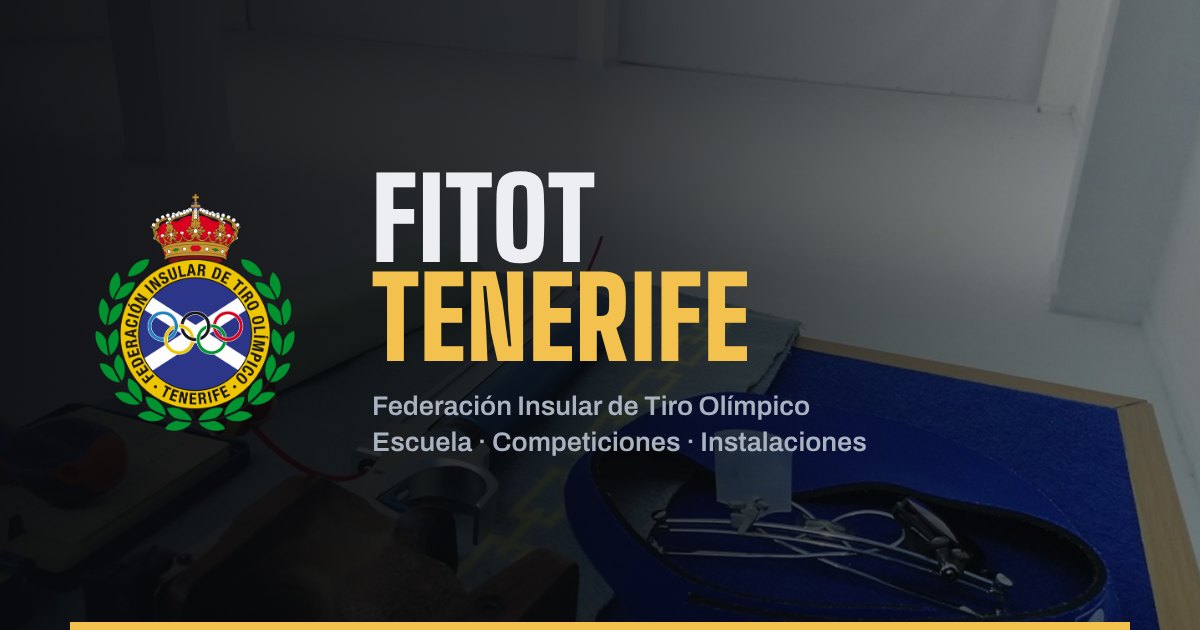 FEDERACIÓN INSULAR DE TIRO OLÍMPICO
· TENERIFE ·
FITOT
TENERIFE
Federación Insular de Tiro Olímpico
Escuela · Competiciones · Instalaciones